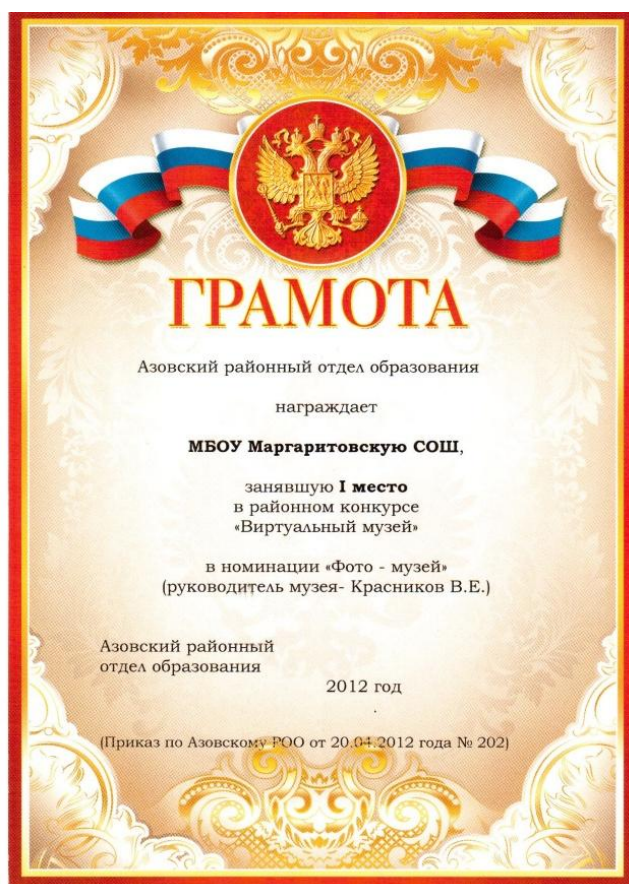 ГРАМОТА
Азовский районный отдел образования
награждает
МБОУ Маргаритовскую СОШ,
занявшую I место
в районном конкурсе
«Виртуальный музей»
в номинации «Фото - музей»
(руководитель музея- Красников В.Е.)
Азовский районный
отдел образования
2012 год
(Приказ по Азовскому РОО от 20.04.2012 года № 202)